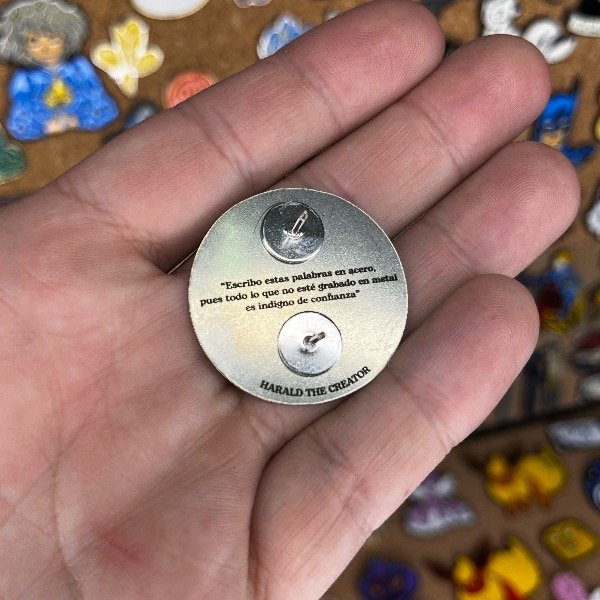 “Escribo estas palabras en acero,
pues todo lo que no esté grabado en metal
es indigno de confianza”
HARALD THE CREATOR